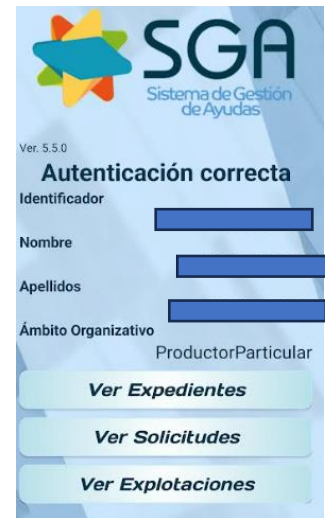 SGA
Sistema de Gestión
de Ayudas
Ver. 5.5.0
Autenticación correcta
Identificador
Nombre
Apellidos
Ámbito Organizativo
ProductorParticular
Ver Expedientes
Ver Solicitudes
Ver Explotaciones